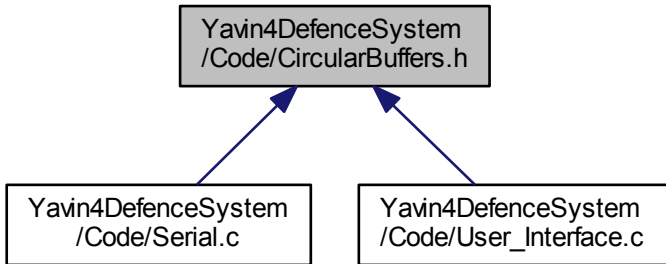 Yavin4DefenceSystem
/Code/CircularBuffers.h
Yavin4DefenceSystem
/Code/Serial.c
Yavin4DefenceSystem
/Code/User_Interface.c